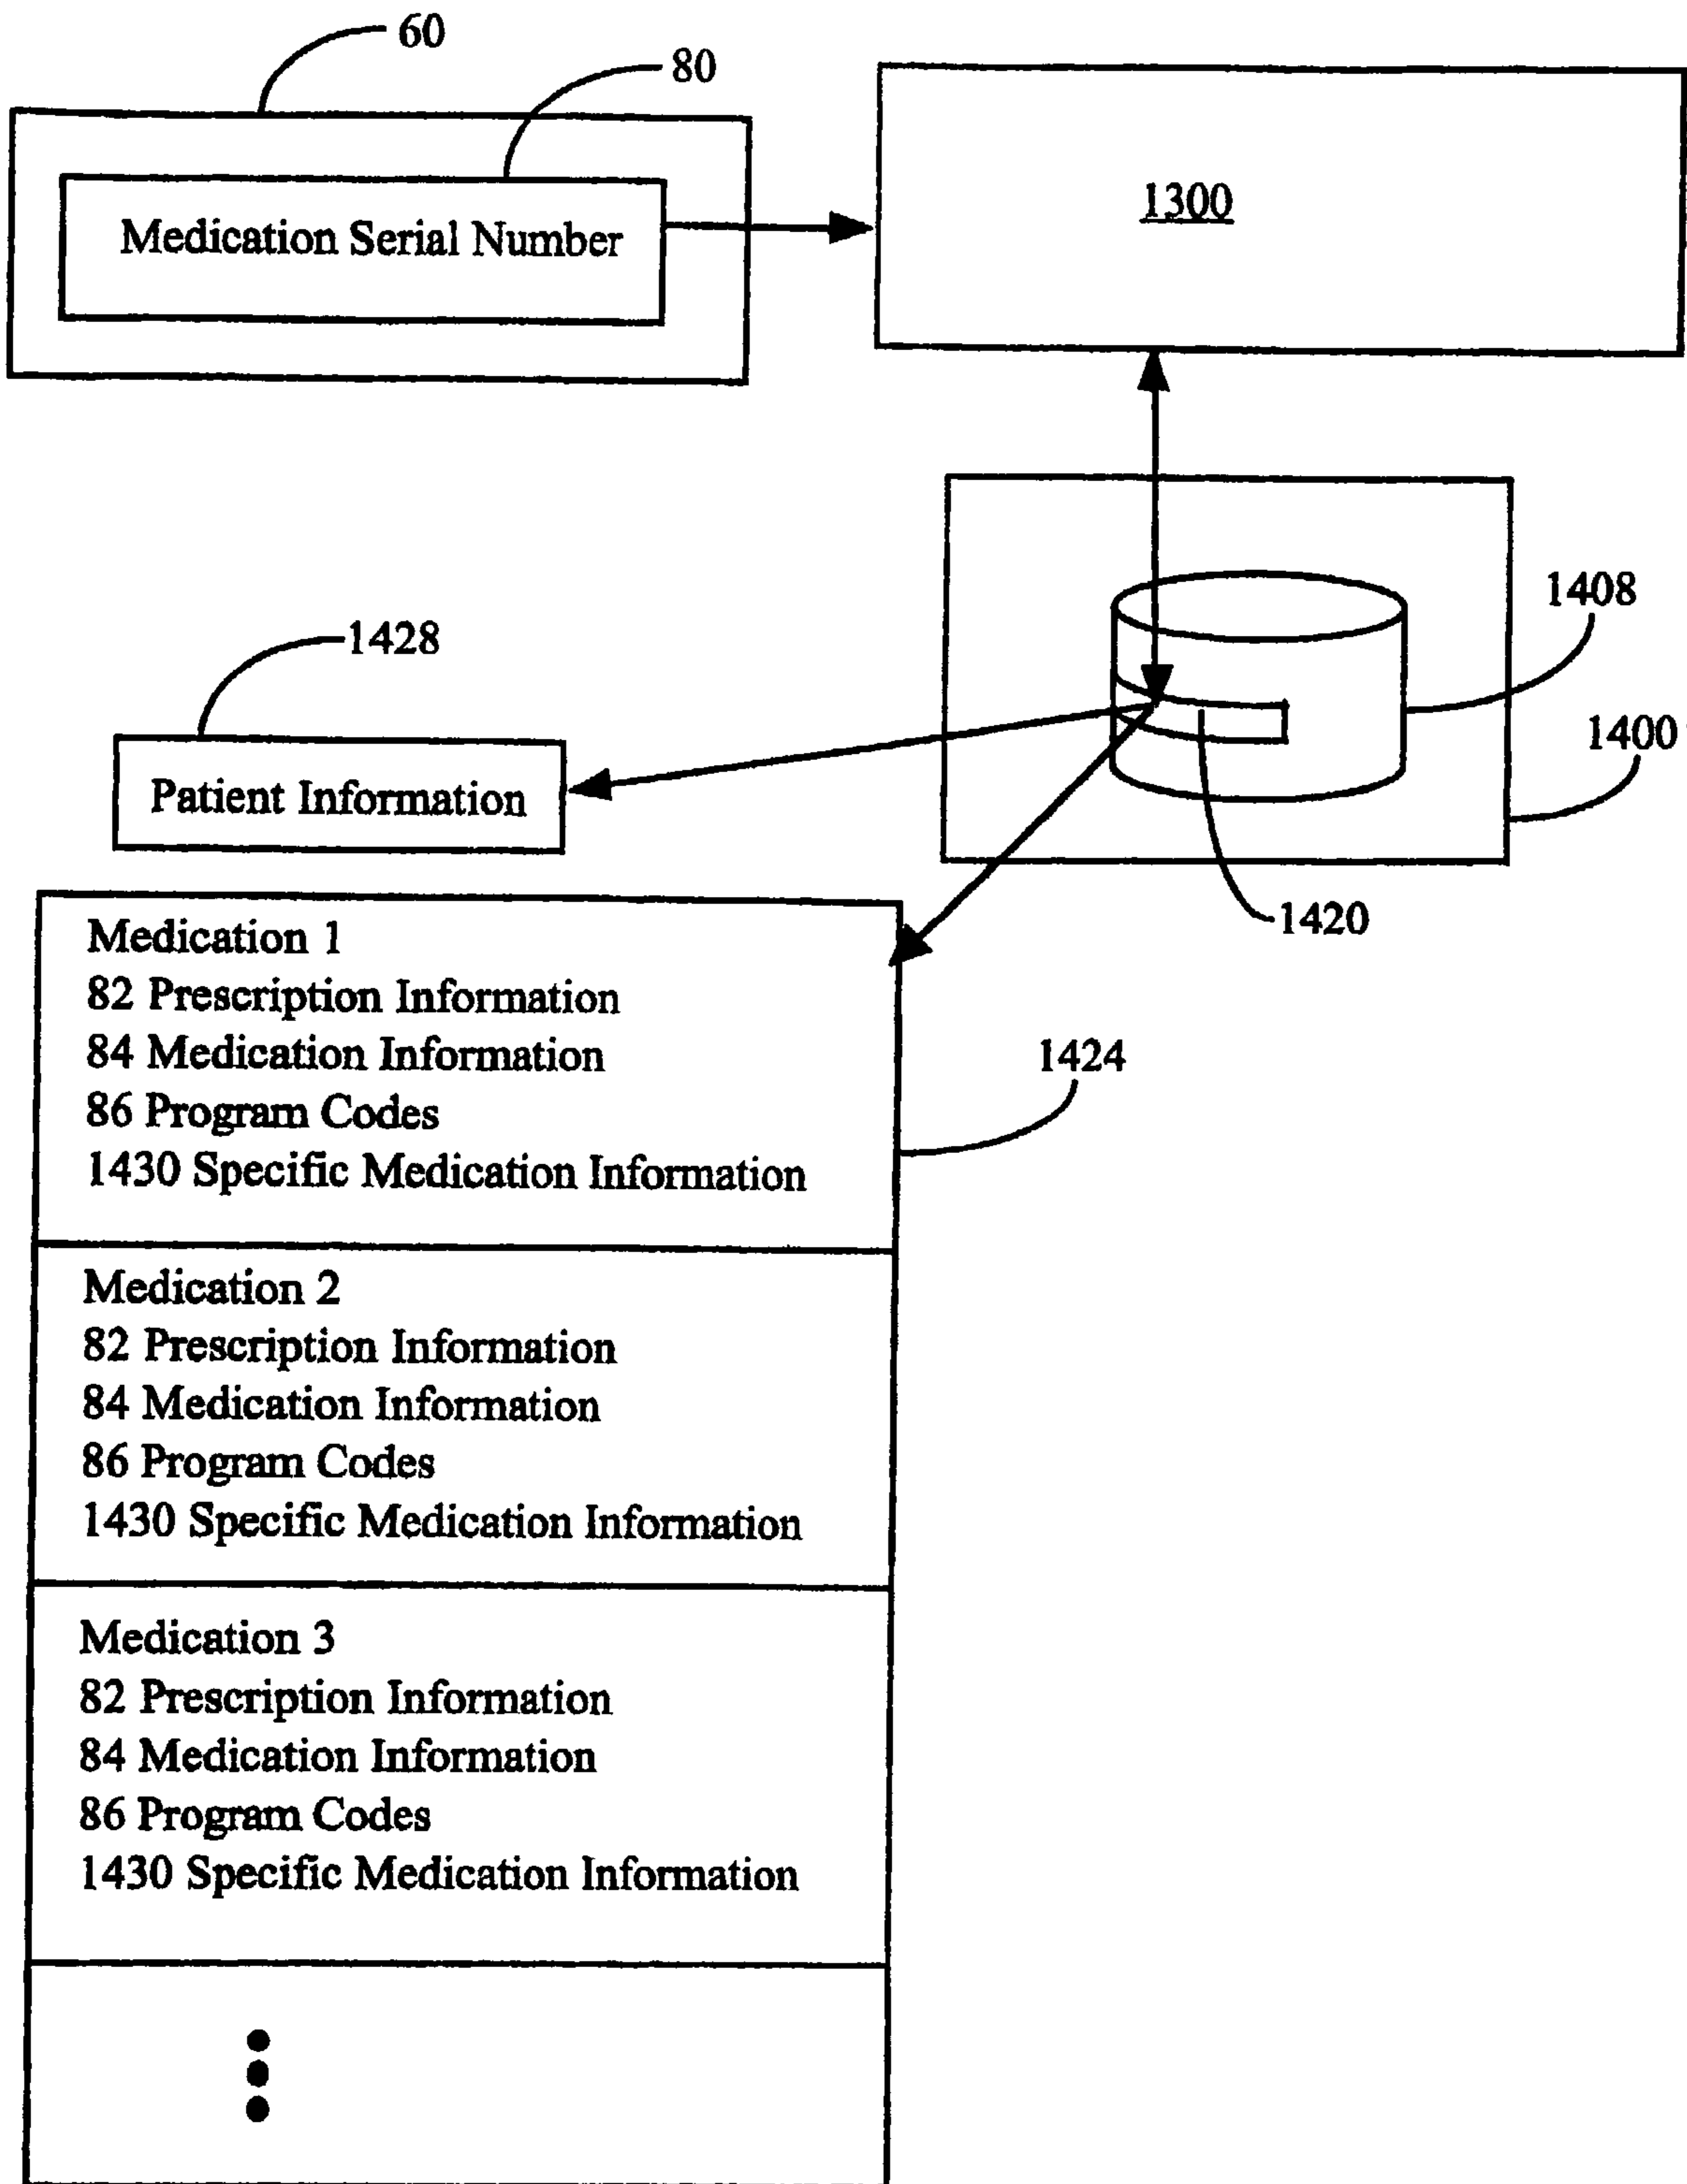 60
80
Medication Serial Number
1300
1408
1428
1400
Patient Information
1420
Medication 1
82 Prescription Information
84 Medication Information
86 Program Codes
1430 Specific Medication Information
1424
Medication 2
82 Prescription Information
84 Medication Information
86 Program Codes
1430 Specific Medication Information
Medication 3
82 Prescription Information
84 Medication Information
86 Program Codes
1430 Specific Medication Information